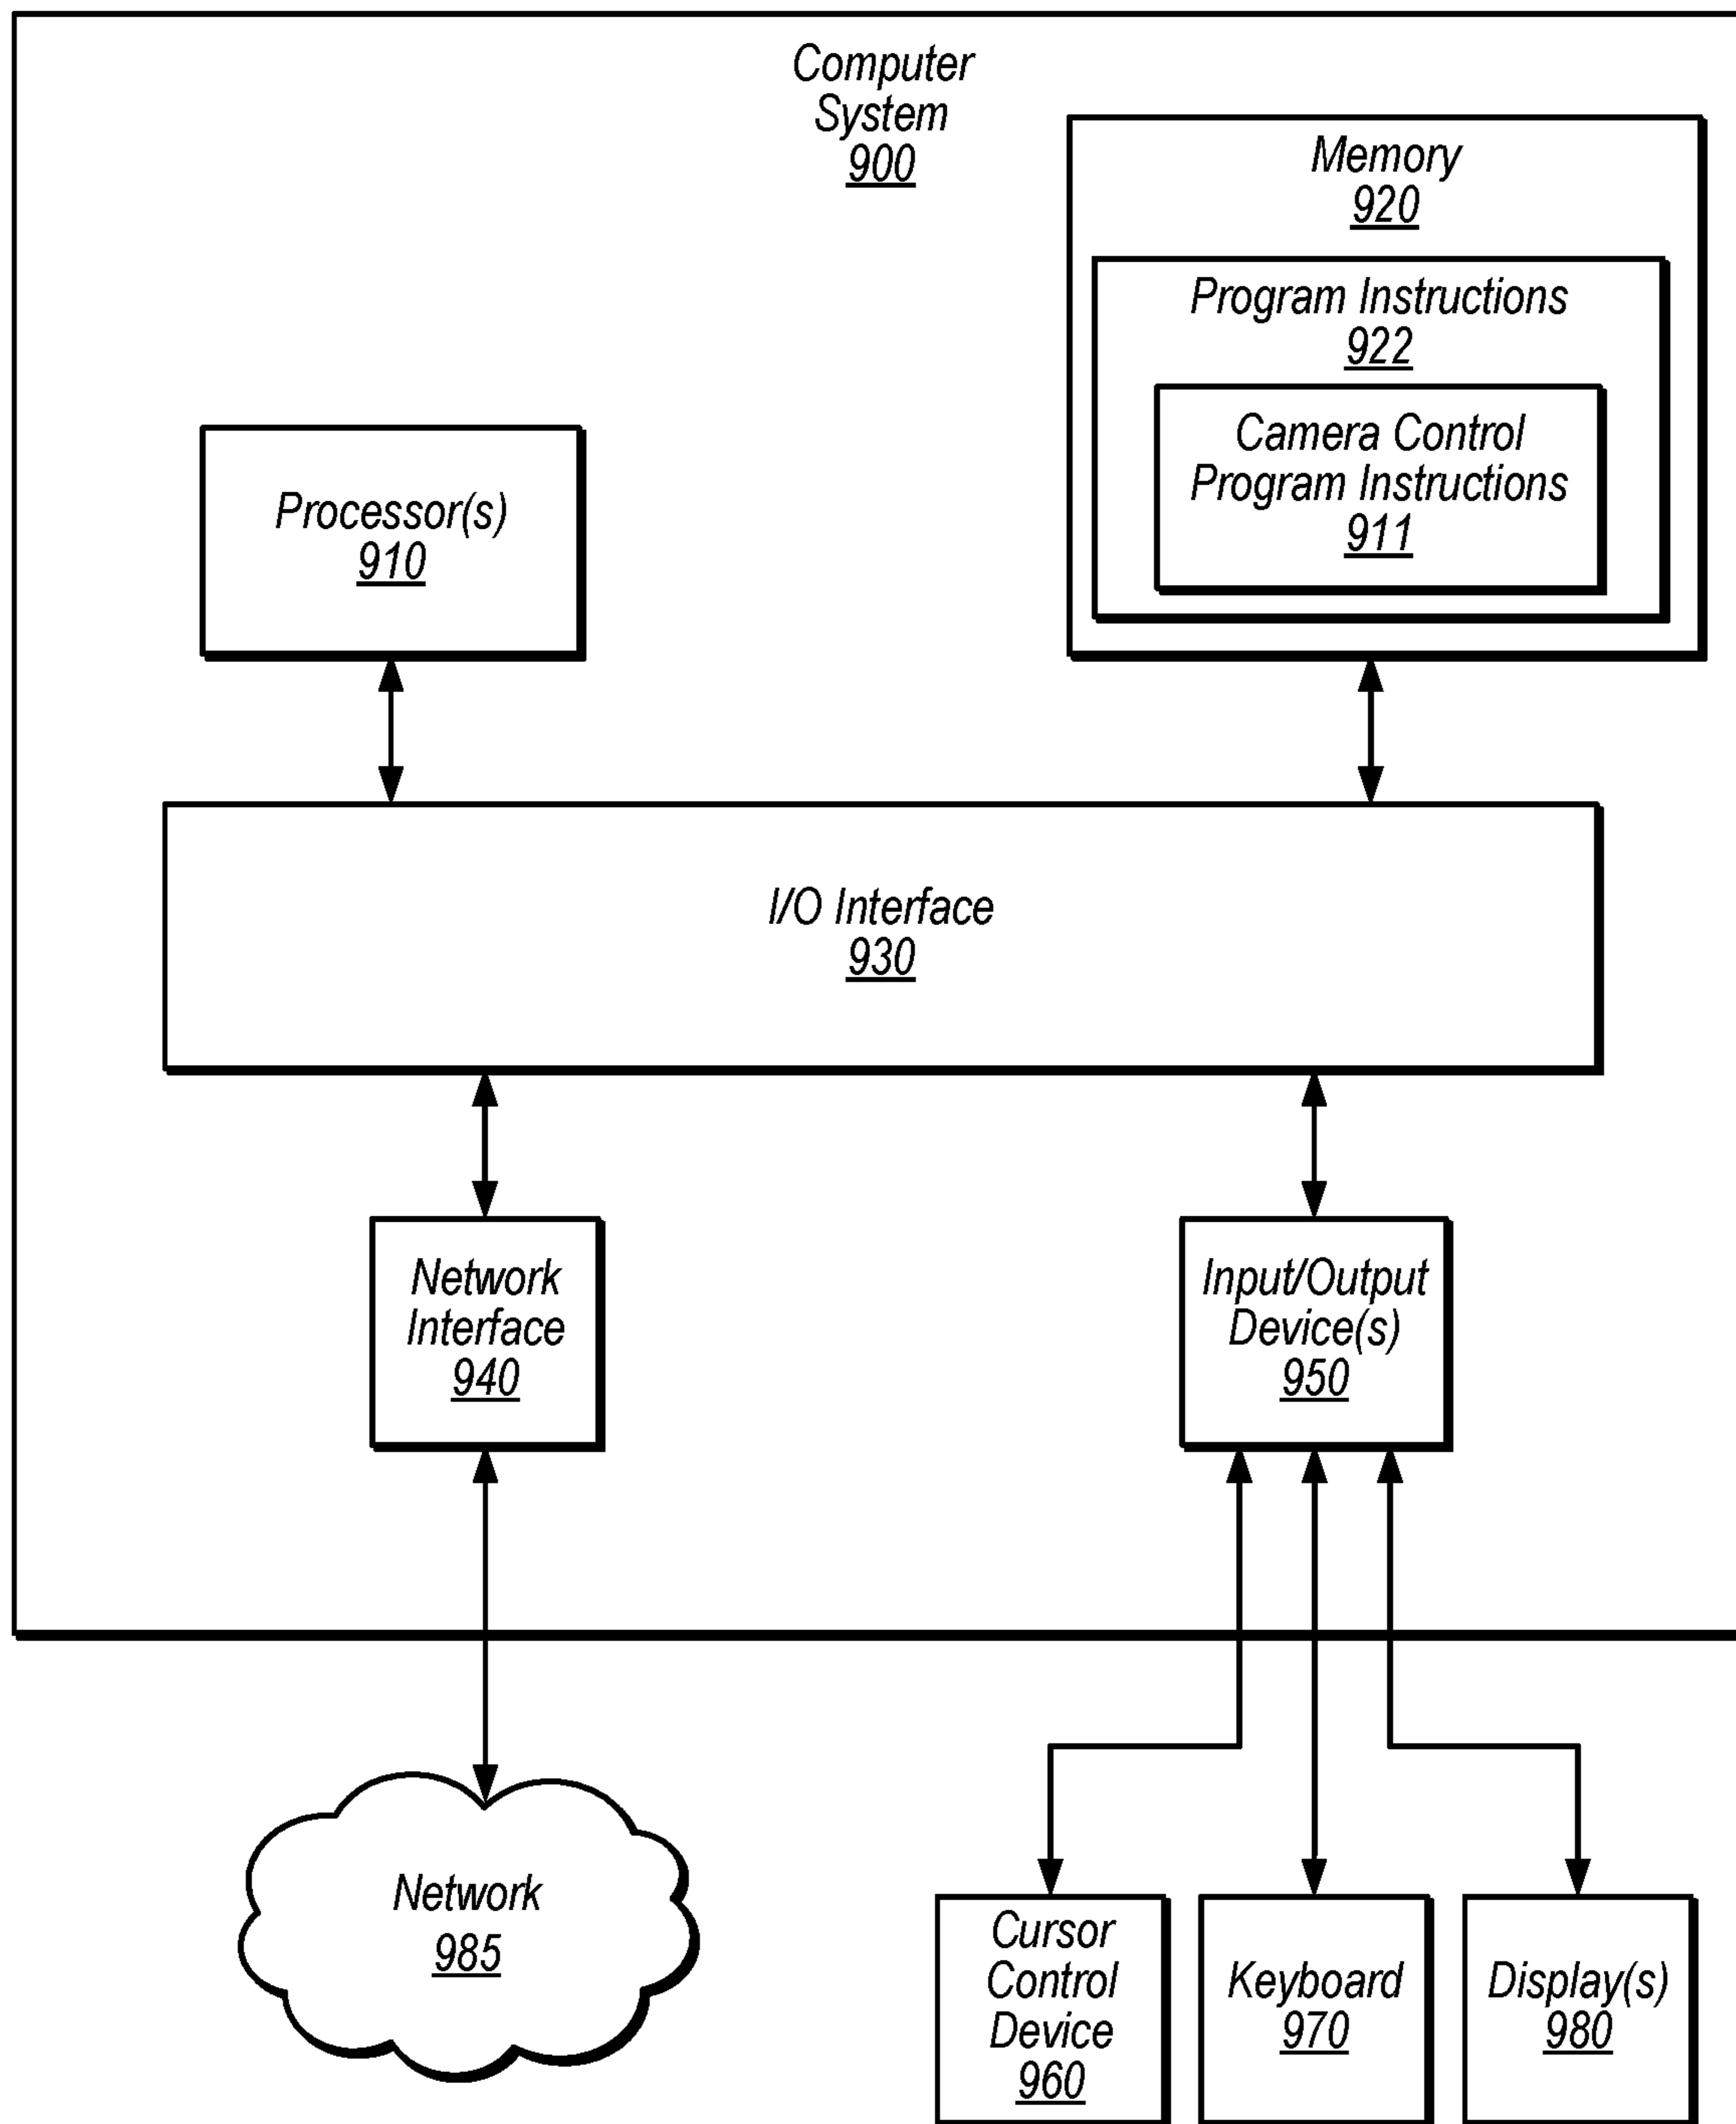 Computer
System
900
Memory
920
Program Instructions
922
Camera Control
Program Instructions
911
Processor(s)
910
I/O Interface
930
Network
Interface
940
Input/Output
Device(s)
950
Network
985
Cursor
Control
Device
960
Keyboard
970
Display(s)
980